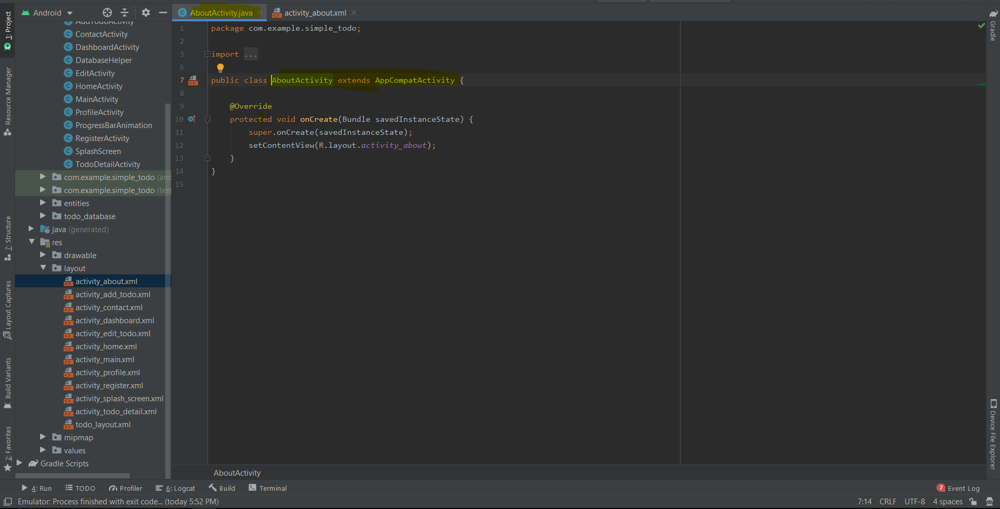 Android
AboutActivity.java
activity_about.xml
1: Project
Resource Manager
7: Structure
Layout Captures
Build Variants
2: Favorites
AddTodoActivity
ContactActivity
DashboardActivity
DatabaseHelper
EditActivity
HomeActivity
MainActivity
ProfileActivity
ProgressBarAnimation
RegisterActivity
SplashScreen
TodoDetailActivity
com.example.simple_todo (and
com.example.simple_todo (test
entities
todo_database
java (generated)
res
drawable
layout
activity_about.xml
activity_add_todo.xml
activity_contact.xml
activity_dashboard.xml
activity_edit_todo.xml
activity_home.xml
activity_main.xml
activity_profile.xml
activity_register.xml
activity_splash_screen.xml
activity_todo_detail.xml
todo_layout.xml
mipmap
values
Gradle Scripts
1 package com.example.simple_todo;
2
3 import ...
6
7 public class AboutActivity extends AppCompatActivity {
8
9 @Override
10 protected void onCreate(Bundle savedInstanceState) {
11 super.onCreate(savedInstanceState);
12 setContentView(R.layout.activity_about);
13 }
14 }
15
AboutActivity
Gradle
Device File Explorer
4: Run TODO Profiler 6: Logcat Build Terminal
7 Event Log
Emulator: Process finished with exit code... (today 5:52 PM)
7:14 CRLF UTF-8 4 spaces